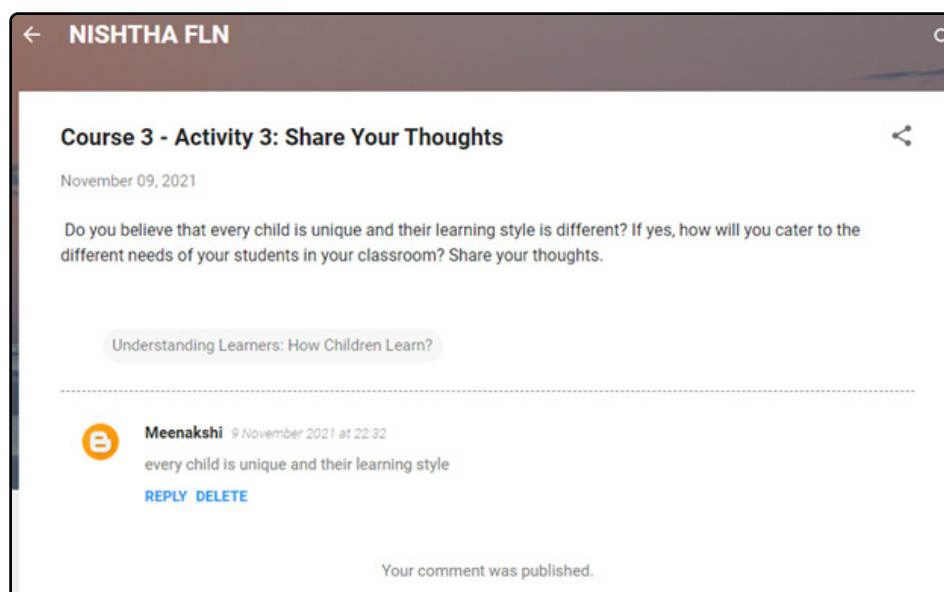 NISHTHA FLN
Course 3 - Activity 3: Share Your Thoughts
November 09, 2021
Do you believe that every child is unique and their learning style is different? If yes, how will you cater to the
different needs of your students in your classroom? Share your thoughts.
Understanding Learners: How Children Learn?
Meenakshi 9 November 2021 at 22:32
every child is unique and their learning style
REPLY DELETE
Your comment was published.